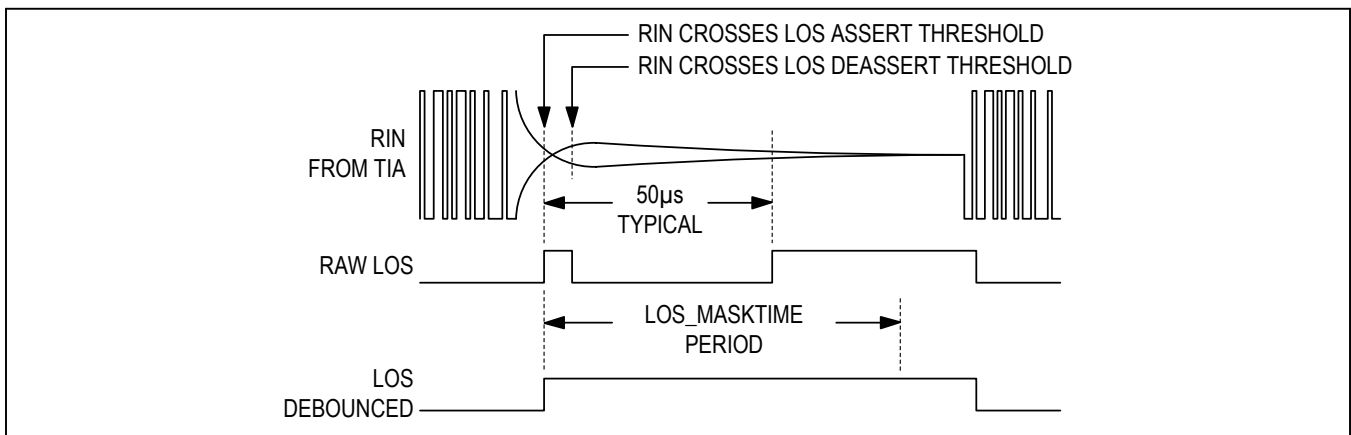 RIN CROSSES LOS ASSERT THRESHOLD
RIN CROSSES LOS DEASSERT THRESHOLD
RIN
FROM TIA
50µs
TYPICAL
RAW LOS
LOS_MASKTIME
PERIOD
LOS
DEBOUNCED